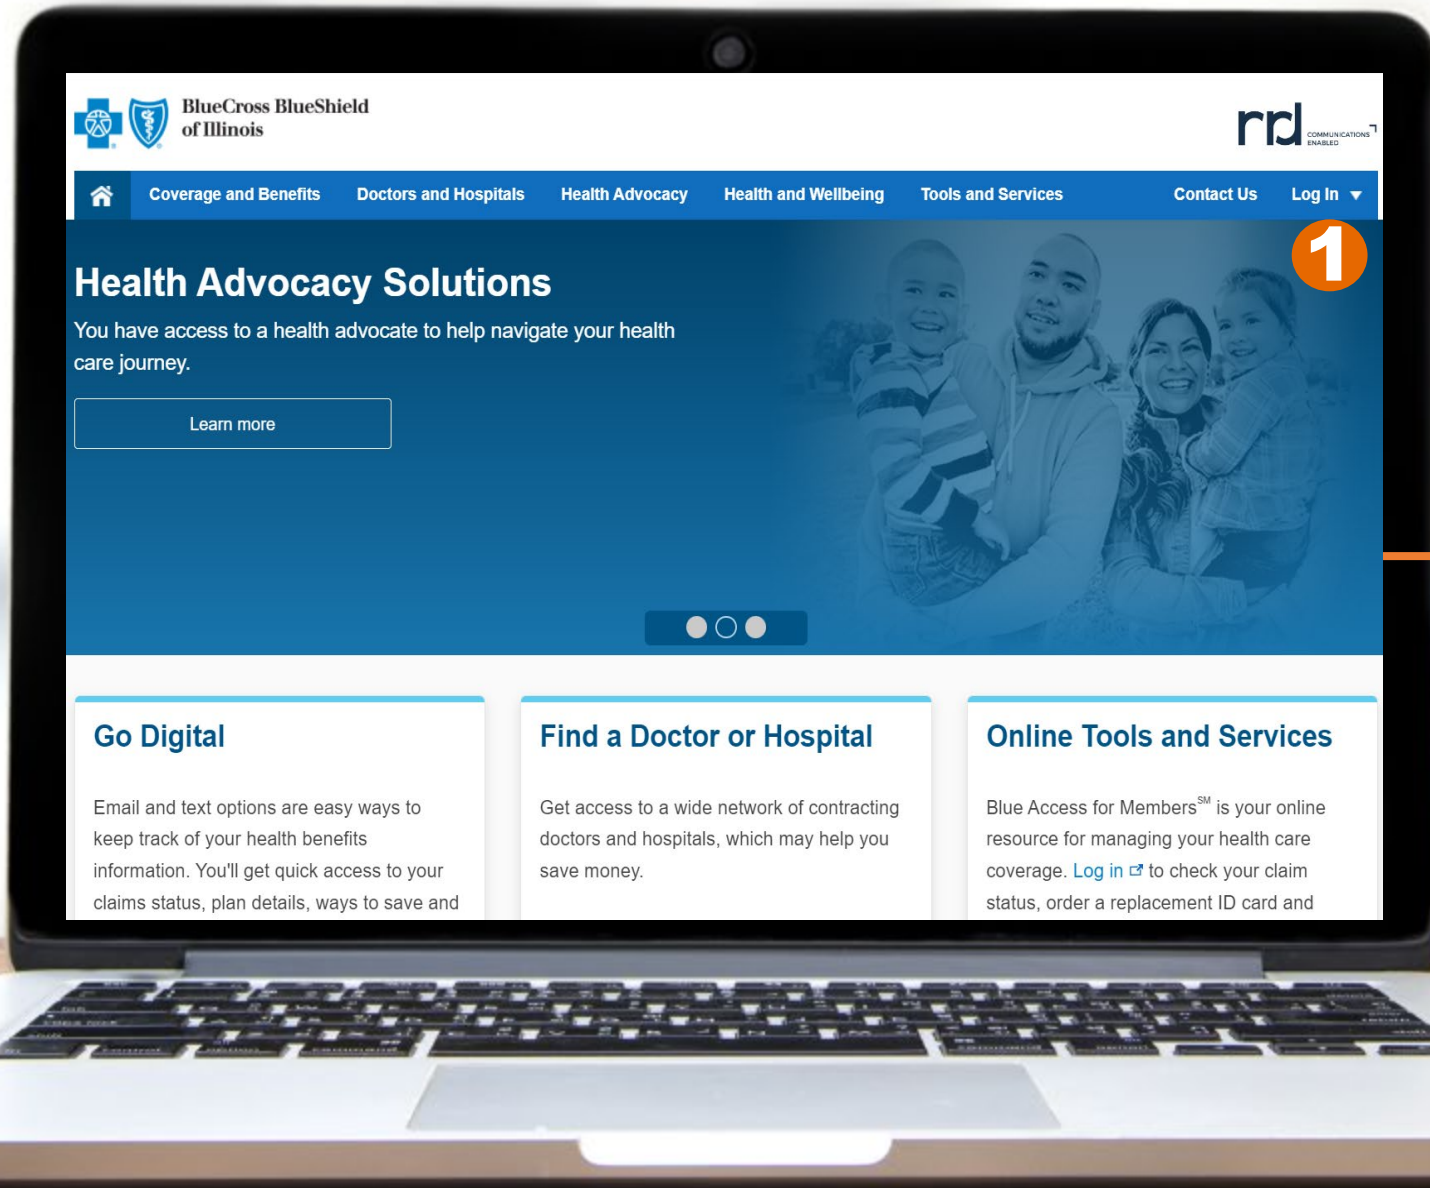 BlueCross BlueShield
of Illinois
rrd COMMUNICATIONS
ENABLED
Coverage and Benefits Doctors and Hospitals Health Advocacy Health and Wellbeing Tools and Services Contact Us Log In
1
Health Advocacy Solutions
You have access to a health advocate to help navigate your health
care journey.
Learn more
Go Digital
Email and text options are easy ways to
keep track of your health benefits
information. You'll get quick access to your
claims status, plan details, ways to save and
Find a Doctor or Hospital
Get access to a wide network of contracting
doctors and hospitals, which may help you
save money.
Online Tools and Services
Blue Access for Members℠ is your online
resource for managing your health care
coverage. Log in to check your claim
status, order a replacement ID card and
control option command command option